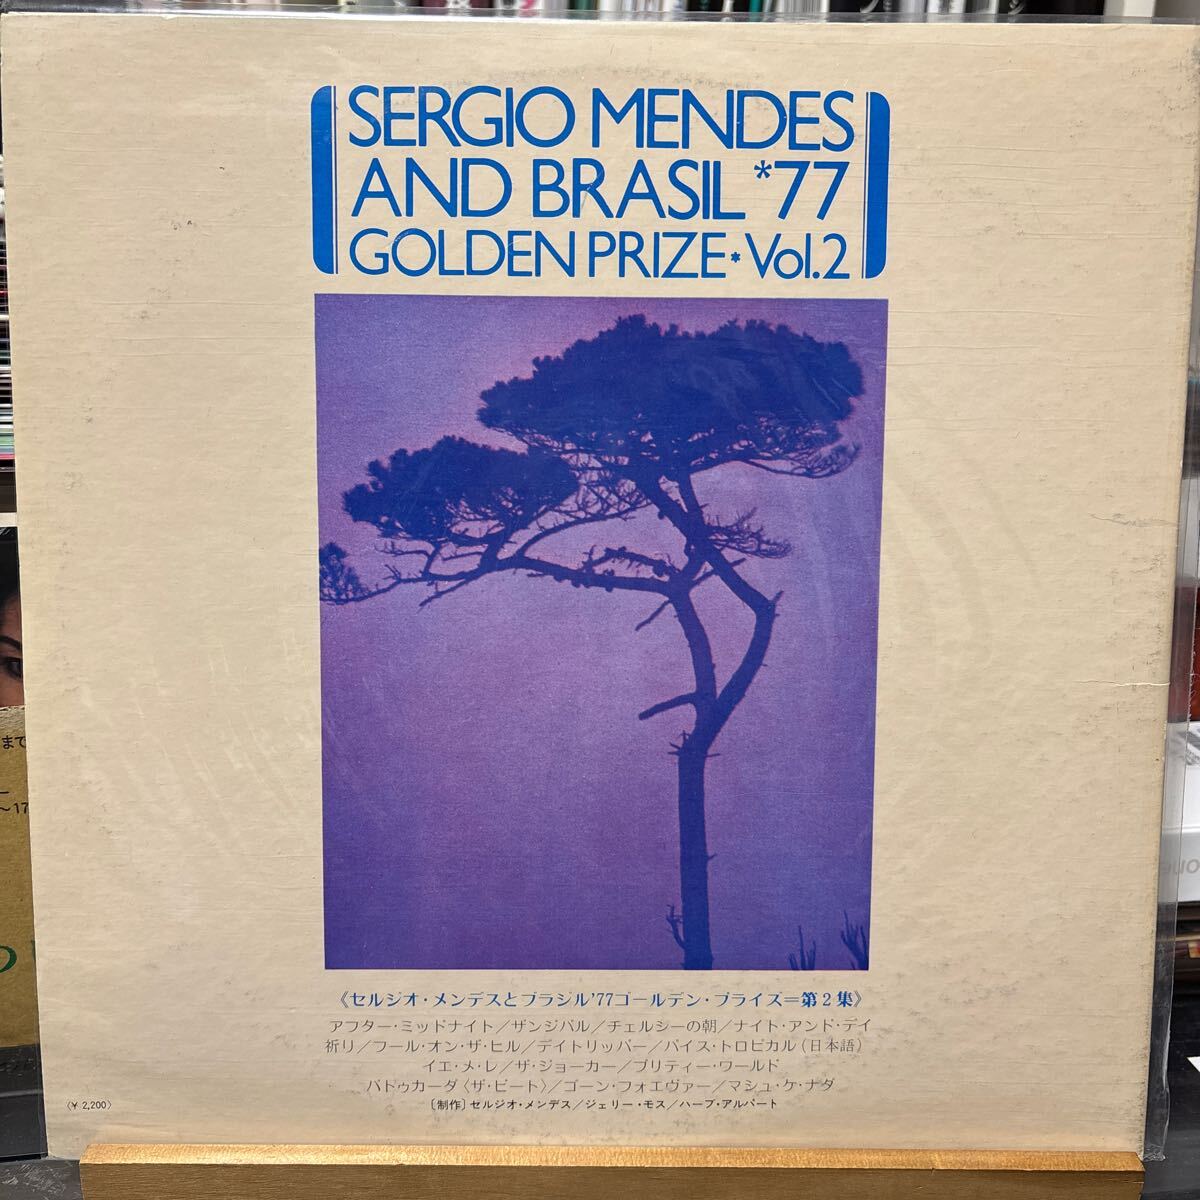 SERGIO MENDES
AND BRASIL *77
GOLDEN PRIZE * Vol.2
《セルジオ・メンデスとブラジル'77ゴールデン・プライズ=第2集》
アフター・ミッドナイト/ザンジバル/チェルシーの朝/ナイト・アンド・デイ
祈り/フール・オン・ザ・ヒル/デイトリッパー/パイス・トロピカル(日本語)
イエ・メ・レ/ザ・ジョーカー/プリティー・ワールド
バトゥカーダ〈ザ・ビート〉/ゴーン・フォエヴァー/マシュ・ケ・ナダ
〔制作〕セルジオ・メンデス/ジェリー・モス/ハーブ・アルパート
〈¥ 2,200〉
まで
～17